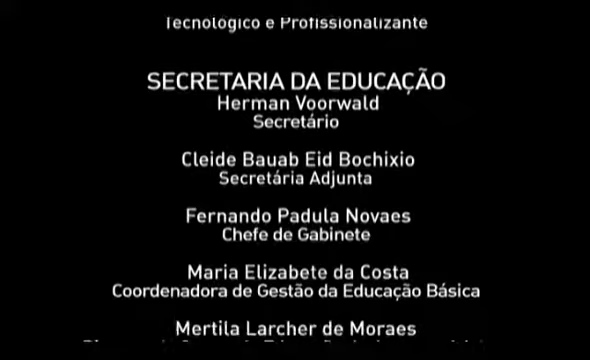 Tecnológico e Profissionalizante
SECRETARIA DA EDUCAÇÃO
Herman Voorwald
Secretário
Cleide Bauab Eid Bochixio
Secretária Adjunta
Fernando Padula Novaes
Chefe de Gabinete
Maria Elizabete da Costa
Coordenadora de Gestão da Educação Básica
Mertila Larcher de Moraes